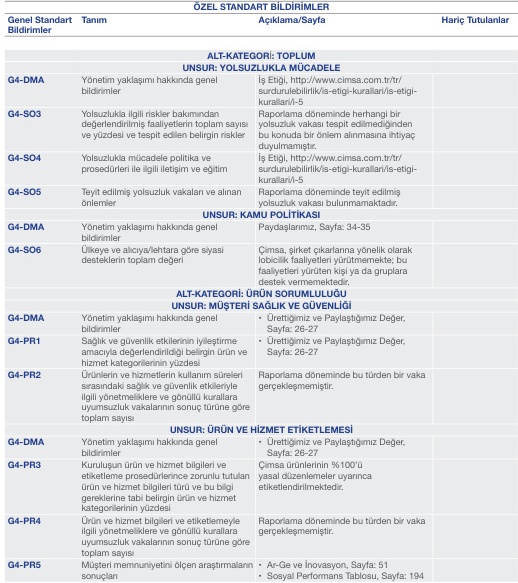 ÖZEL STANDART BİLDİRİMLER
Genel Standart Tanım Açıklama/Sayfa Hariç Tutulanlar
Bildirimler
ALT-KATEGORİ: TOPLUM
UNSUR: YOLSUZLUKLA MÜCADELE
G4-DMA Yönetim yaklaşımı hakkında genel İş Etiği, http://www.cimsa.com.tr/tr/
bildirimler surdurulebilirlik/is-etigi-kurallari/is-etigi-
kurallari/i-5
G4-SO3 Yolsuzlukla ilgili riskler bakımından Raporlama döneminde herhangi bir
değerlendirilmiş faaliyetlerin toplam sayısı yolsuzluk vakası tespit edilmediğinden
ve yüzdesi ve tespit edilen belirgin riskler bu konuda bir önlem alınmasına ihtiyaç
duyulmamıştır.
G4-SO4 Yolsuzlukla mücadele politika ve İş Etiği, http://www.cimsa.com.tr/tr/
prosedürleri ile ilgili iletişim ve eğitim surdurulebilirlik/is-etigi-kurallari/is-etigi-
kurallari/i-5
G4-SO5 Teyit edilmiş yolsuzluk vakaları ve alınan Raporlama döneminde teyit edilmiş
önlemler yolsuzluk vakası bulunmamaktadır.
UNSUR: KAMU POLİTİKASI
G4-DMA Yönetim yaklaşımı hakkında genel Paydaşlarımız, Sayfa: 34-35
bildirimler
G4-SO6 Ülkeye ve alıcıya/lehtara göre siyasi Çimsa, şirket çıkarlarına yönelik olarak
desteklerin toplam değeri lobicilik faaliyetleri yürütmemekte; bu
faaliyetleri yürüten kişi ya da gruplara
destek vermemektedir.
ALT-KATEGORİ: ÜRÜN SORUMLULUĞU
UNSUR: MÜŞTERİ SAĞLIK VE GÜVENLİĞİ
G4-DMA Yönetim yaklaşımı hakkında genel • Ürettiğimiz ve Paylaştığımız Değer,
bildirimler Sayfa: 26-27
G4-PR1 Sağlık ve güvenlik etkilerinin iyileştirme • Ürettiğimiz ve Paylaştığımız Değer,
amacıyla değerlendirildiği belirgin ürün ve Sayfa: 26-27
hizmet kategorilerinin yüzdesi
G4-PR2 Ürünlerin ve hizmetlerin kullanım süreleri Raporlama döneminde bu türden bir vaka
sırasındaki sağlık ve güvenlik etkileriyle gerçekleşmemiştir.
ilgili yönetmeliklere ve gönüllü kurallara
uyumsuzluk vakalarının sonuç türüne göre
toplam sayısı
UNSUR: ÜRÜN VE HİZMET ETİKETLEMESİ
G4-DMA Yönetim yaklaşımı hakkında genel • Ürettiğimiz ve Paylaştığımız Değer,
bildirimler Sayfa: 26-27
G4-PR3 Kuruluşun ürün ve hizmet bilgileri ve Çimsa ürünlerinin %100'ü
etiketleme prosedürlerince zorunlu tutulan yasal düzenlemeler uyarınca
ürün ve hizmet bilgileri türü ve bu bilgi etiketlendirilmektedir.
gereklerine tabi belirgin ürün ve hizmet
kategorilerinin yüzdesi
G4-PR4 Ürün ve hizmet bilgileri ve etiketlemeyle Raporlama döneminde bu türden bir vaka
ilgili yönetmeliklere ve gönüllü kurallara gerçekleşmemiştir.
uyumsuzluk vakalarının sonuç türüne göre
toplam sayısı
G4-PR5 Müşteri memnuniyetini ölçen araştırmaların • Ar-Ge ve İnovasyon, Sayfa: 51
sonuçları • Sosyal Performans Tablosu, Sayfa: 194